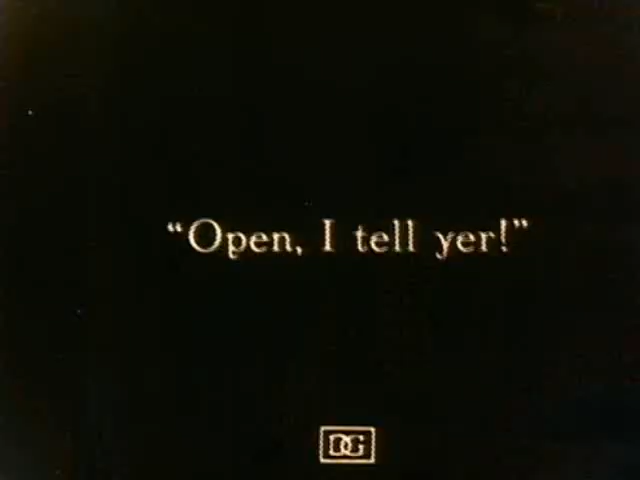 “Open, I tell yer!”
DG